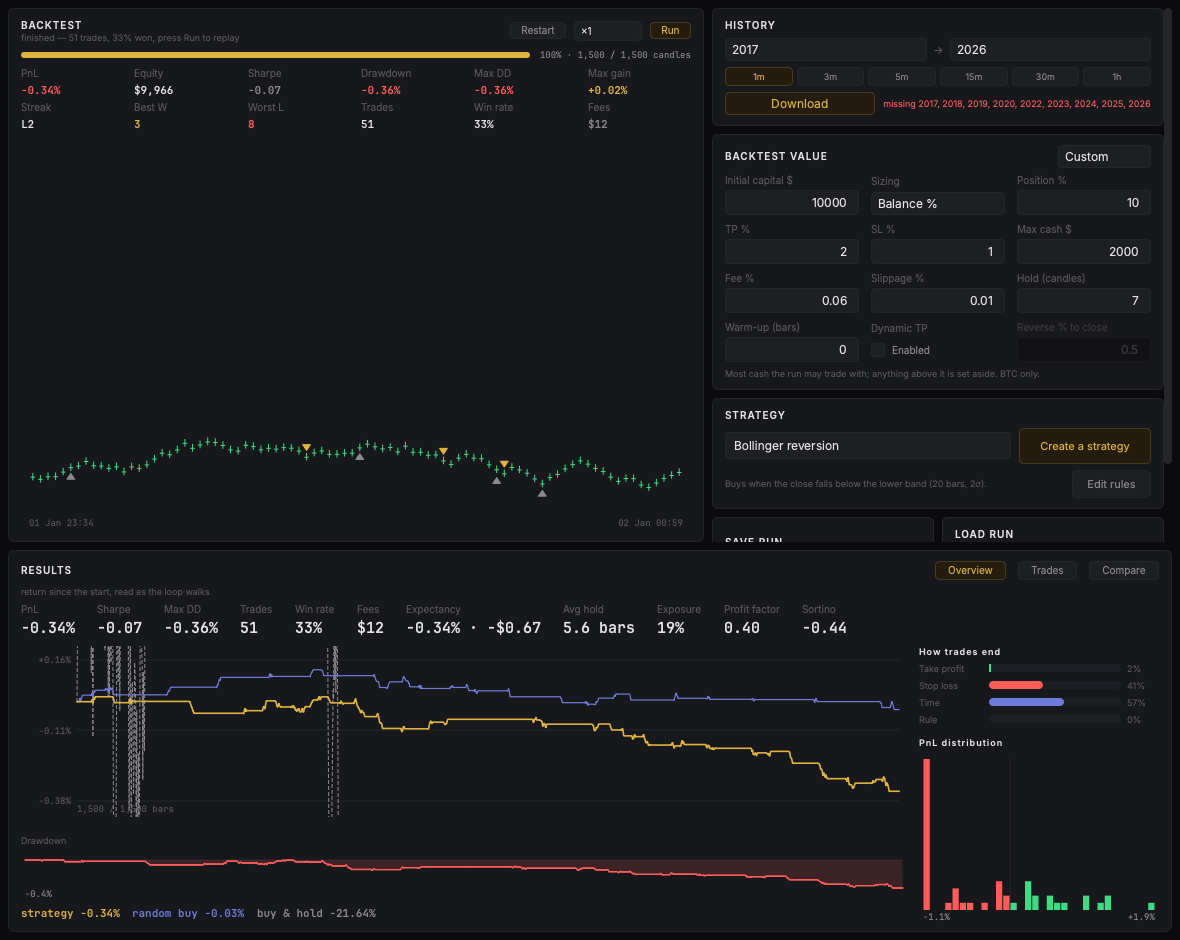 BACKTEST
finished — 51 trades, 33% won, press Run to replay
Restart
×1
Run
100% · 1,500 / 1,500 candles
PnL Equity Sharpe Drawdown Max DD Max gain
-0.34% $9,966 -0.07 -0.36% -0.36% +0.02%
Streak Best W Worst L Trades Win rate Fees
L2 3 8 51 33% $12
01 Jan 23:34
02 Jan 00:59
HISTORY
2017 → 2026
1m 3m 5m 15m 30m 1h
Download
missing 2017, 2018, 2019, 2020, 2022, 2023, 2024, 2025, 2026
BACKTEST VALUE
Custom
Initial capital $ Sizing Position %
10000 Balance % 10
TP % SL % Max cash $
2 1 2000
Fee % Slippage % Hold (candles)
0.06 0.01 7
Warm-up (bars) Dynamic TP Reverse % to close
0 Enabled 0.5
Most cash the run may trade with; anything above it is set aside. BTC only.
STRATEGY
Bollinger reversion
Create a strategy
Buys when the close falls below the lower band (20 bars, 2σ).
Edit rules
SAVE RUN
LOAD RUN
RESULTS
Overview Trades Compare
return since the start, read as the loop walks
PnL Sharpe Max DD Trades Win rate Fees Expectancy Avg hold Exposure Profit factor Sortino
-0.34% -0.07 -0.36% 51 33% $12 -0.34% · -$0.67 5.6 bars 19% 0.40 -0.44
+0.16%
-0.11%
-0.38%
1,500 / 1,500 bars
Drawdown
-0.4%
strategy -0.34% random buy -0.03% buy & hold -21.64%
How trades end
Take profit 2%
Stop loss 41%
Time 57%
Rule 0%
PnL distribution
-1.1% +1.9%